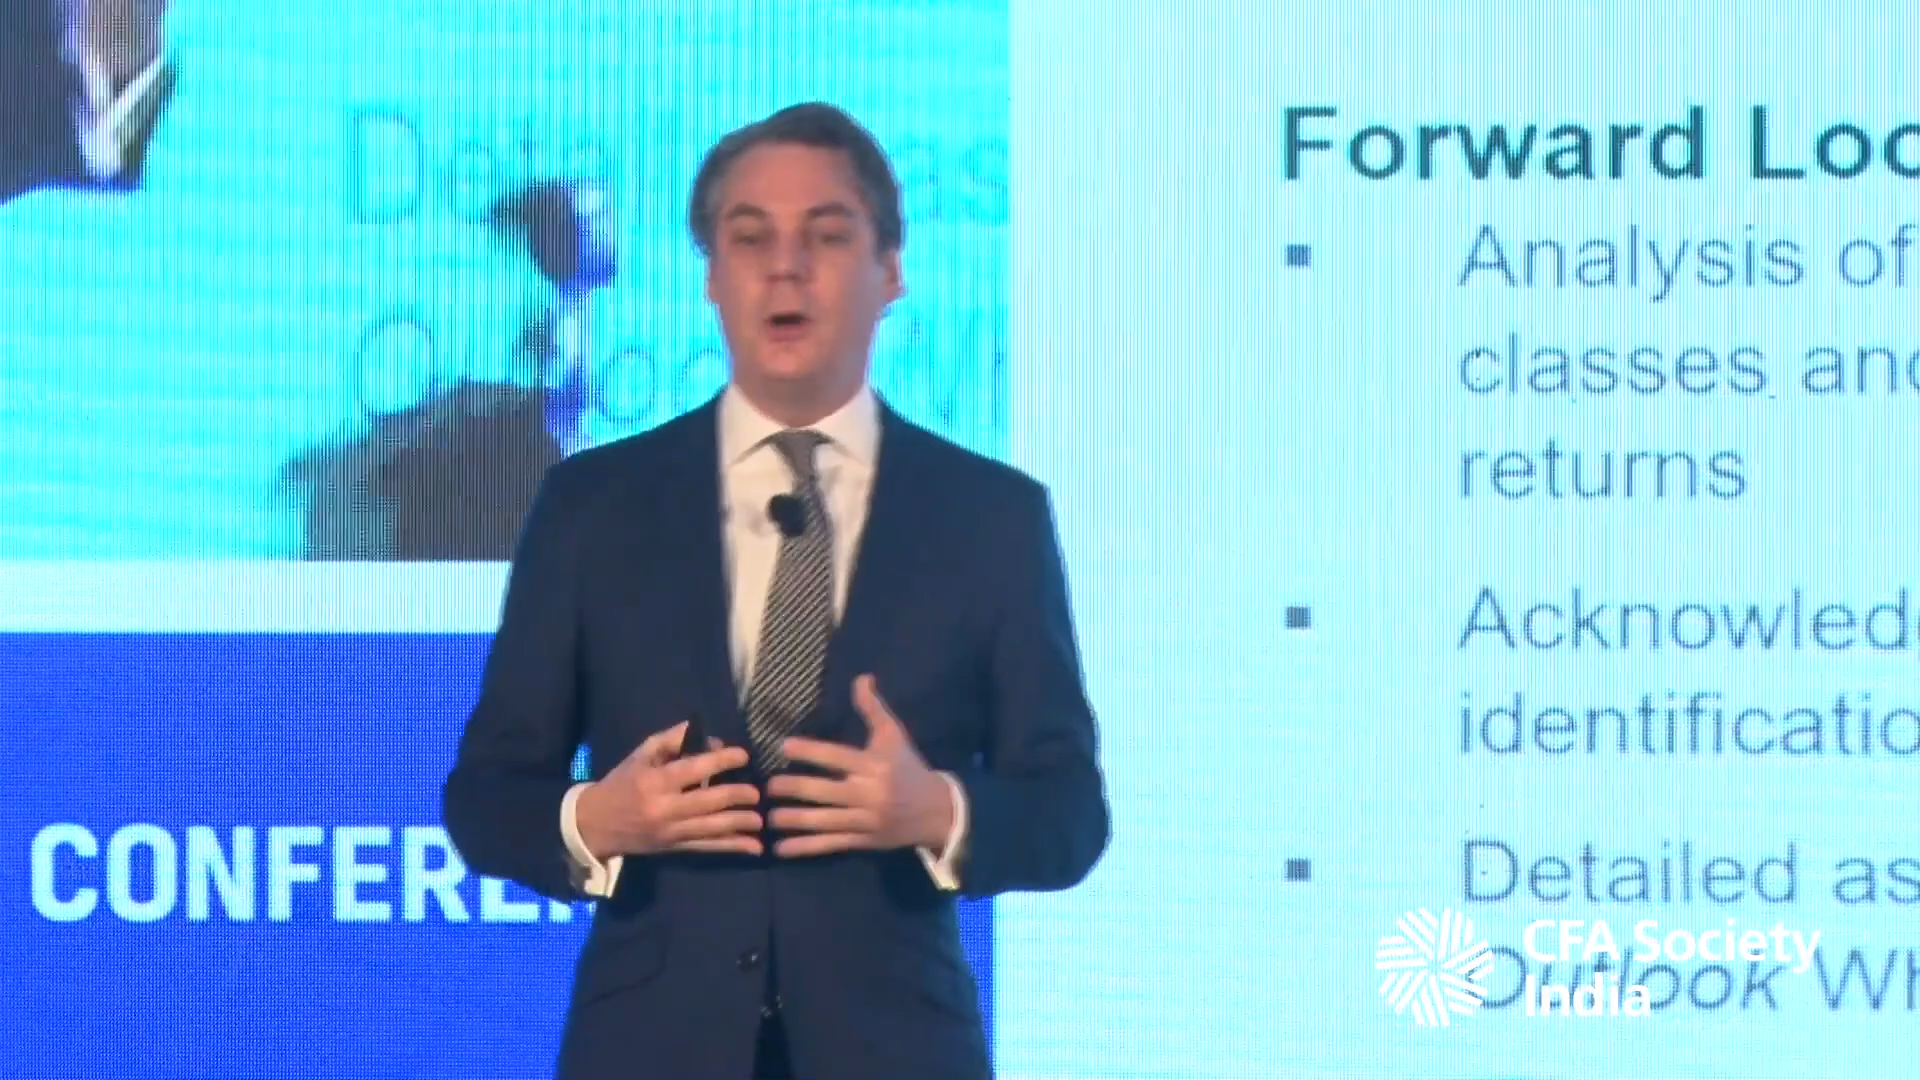 Forward Loo
Analysis of
classes and
returns
Acknowled
identificatio
Detailed as
Outlook Wh
CONFERE
CFA Society
India